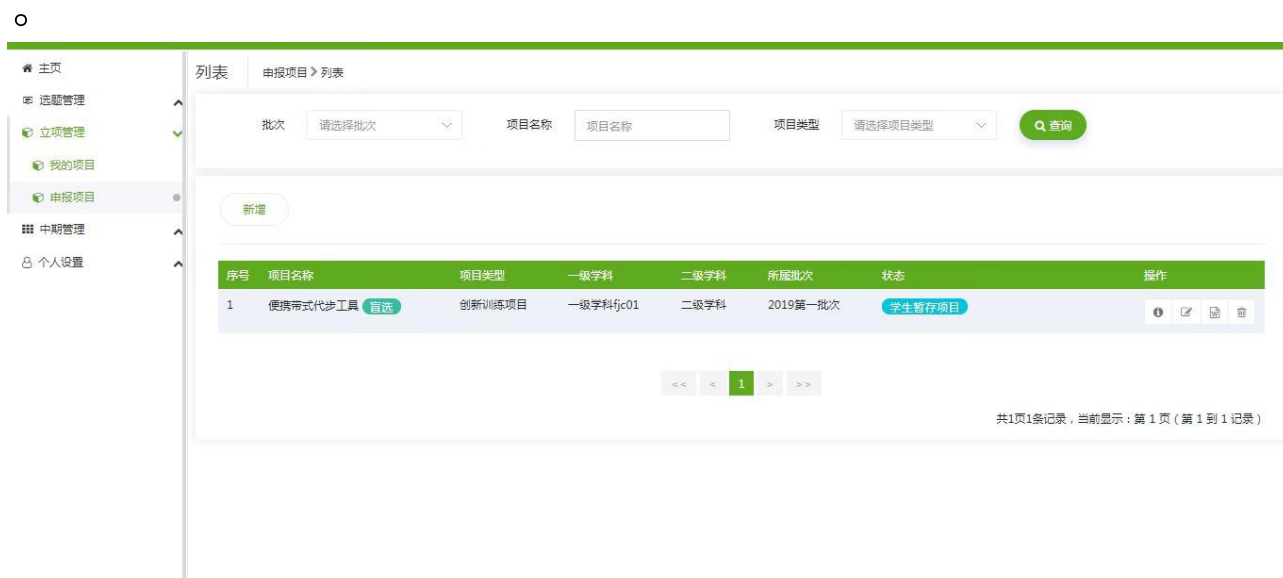 。
主页
选题管理
立项管理
我的项目
申报项目
中期管理
个人设置
列表 申报项目 列表
批次 请选择批次 项目名称 项目名称 项目类型 请选择项目类型 查询
新增
序号 项目名称 项目类型 一级学科 二级学科 所属批次 状态 操作
1 便携带式代步工具 盲选 创新训练项目 一级学科fjc01 二级学科 2019第一批次 学生暂存项目
<< < 1 > >>
共1页1条记录,当前显示:第 1 页 ( 第 1 到 1 记录 )